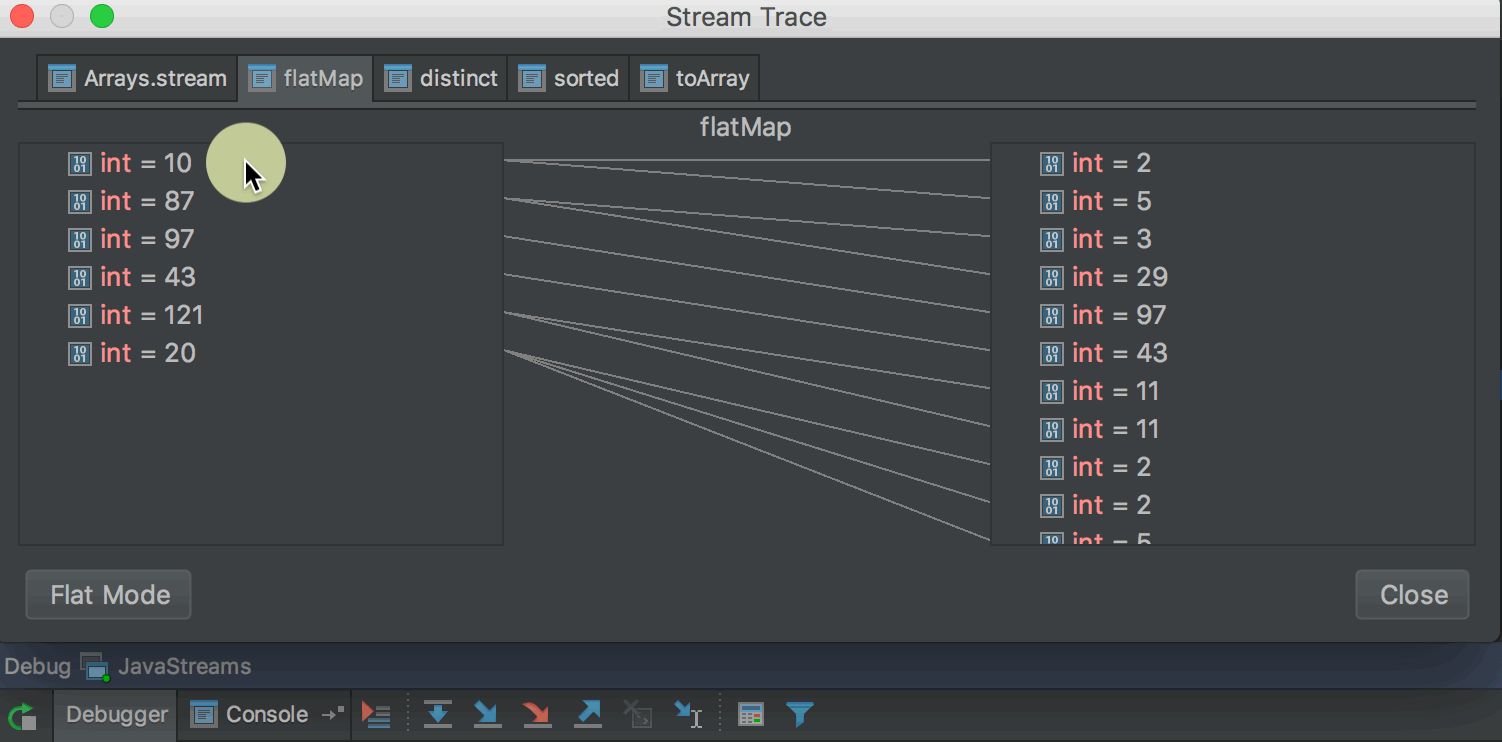 Stream Trace
Arrays.stream flatMap distinct sorted toArray
flatMap
int = 10
int = 87
int = 97
int = 43
int = 121
int = 20
int = 2
int = 5
int = 3
int = 29
int = 97
int = 43
int = 11
int = 11
int = 2
int = 2
int = 5
Flat Mode
Close
Debug JavaStreams
Debugger Console